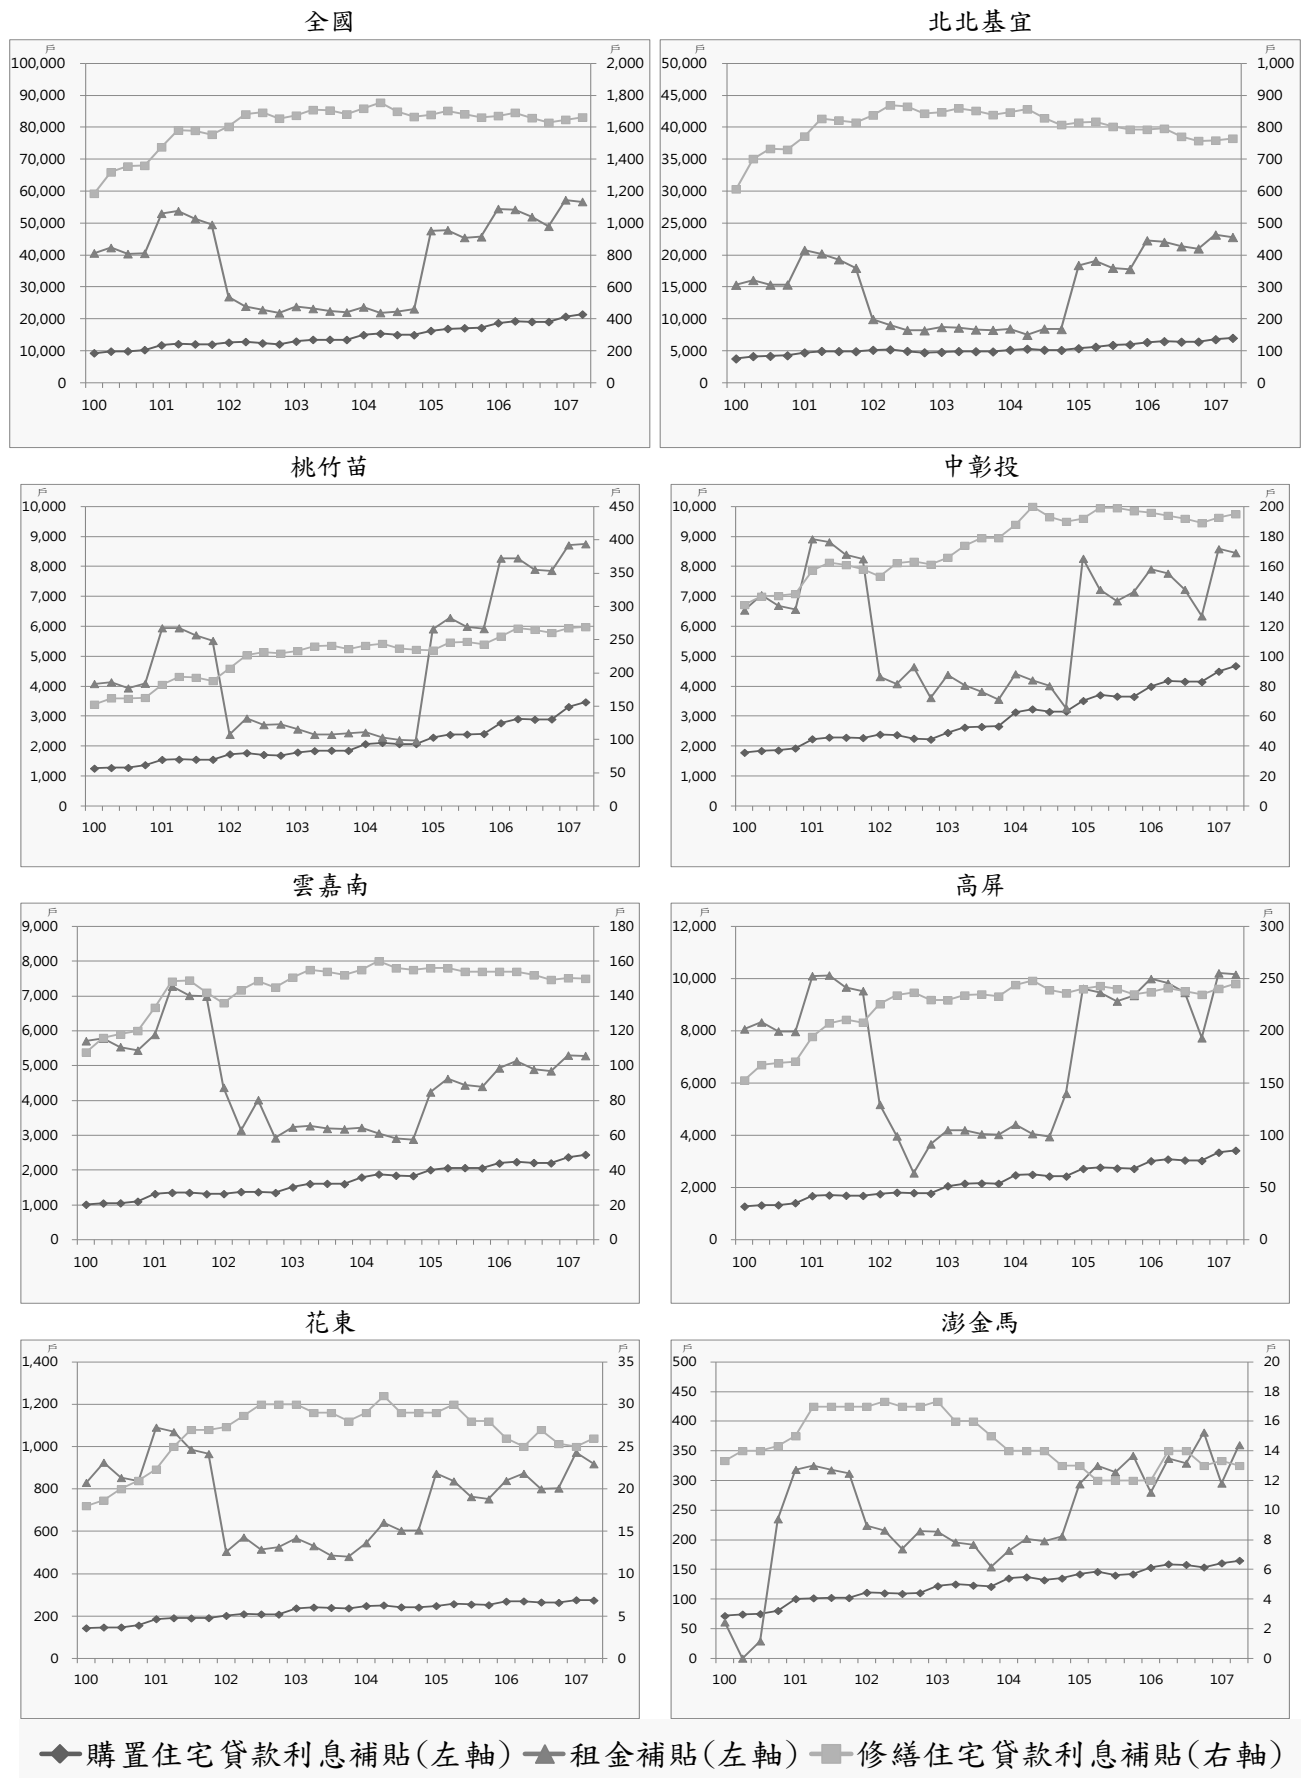 全國 北北基宜
戶 戶 戶 戶
100,000 2,000 50,000 1,000
45,000 900
90,000 1,800
80,000 1,600 40,000 800
35,000 700
70,000 1,400
60,000 1,200 30,000 600
50,000 1,000 25,000 500
40,000 800 20,000 400
30,000 600 15,000 300
20,000 400 10,000 200
10,000 200 5,000 100
0 0 0 0
100 101 102 103 104 105 106 107 100 101 102 103 104 105 106 107
桃竹苗 中彰投
戶 戶 戶 戶
10,000 450 10,000 200
9,000 400 9,000 180
8,000 350 8,000 160
7,000 300 7,000 140
6,000 250 6,000 120
5,000 200 5,000 100
4,000 150 4,000 80
3,000 100 3,000 60
2,000 50 2,000 40
1,000 1,000 20
0 0 0 0
100 101 102 103 104 105 106 107 100 101 102 103 104 105 106 107
雲嘉南 高屏
戶 戶 戶 戶
9,000 180 12,000 300
8,000 160 10,000 250
7,000 140
6,000 120 8,000 200
5,000 100 6,000 150
4,000 80
3,000 60 4,000 100
2,000 40 2,000 50
1,000 20
0 0 0 0
100 101 102 103 104 105 106 107 100 101 102 103 104 105 106 107
花東 澎金馬
戶 戶 戶 戶
1,400 35 500 20
1,200 30 450 18
1,000 25 400 16
800 20 350 14
600 15 300 12
400 10 250 10
200 5 200 8
150 6
100 4
50 2
0 0 0 0
100 101 102 103 104 105 106 107 100 101 102 103 104 105 106 107
購置住宅貸款利息補貼(左軸) 租金補貼(左軸) 修繕住宅貸款利息補貼(右軸)